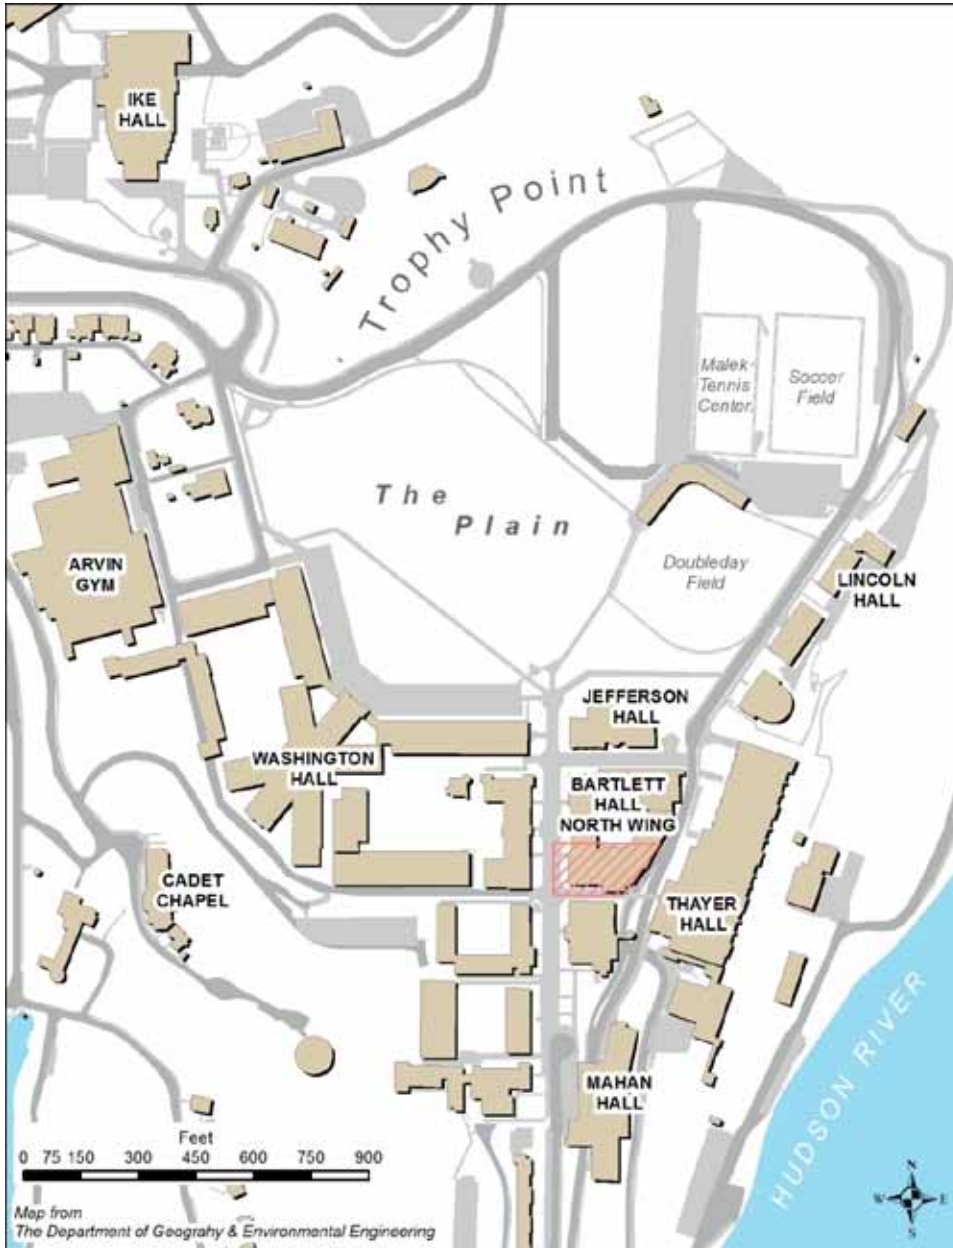 IKE
HALL
Trophy Point
Malek-
Tennis
Center
Soccer
Field
The
Plain
ARVIN
GYM
Doubleday
Field
LINCOLN
HALL
JEFFERSON
HALL
WASHINGTON
HALL
BARTLETT
HALL
NORTH WING
CADET
CHAPEL
THAYER
HALL
HUDSON RIVER
MAHAN
HALL
Feet
0 75 150 300 450 600 750 900
Map from
The Department of Geograhy & Environmental Engineering
N
W E
S